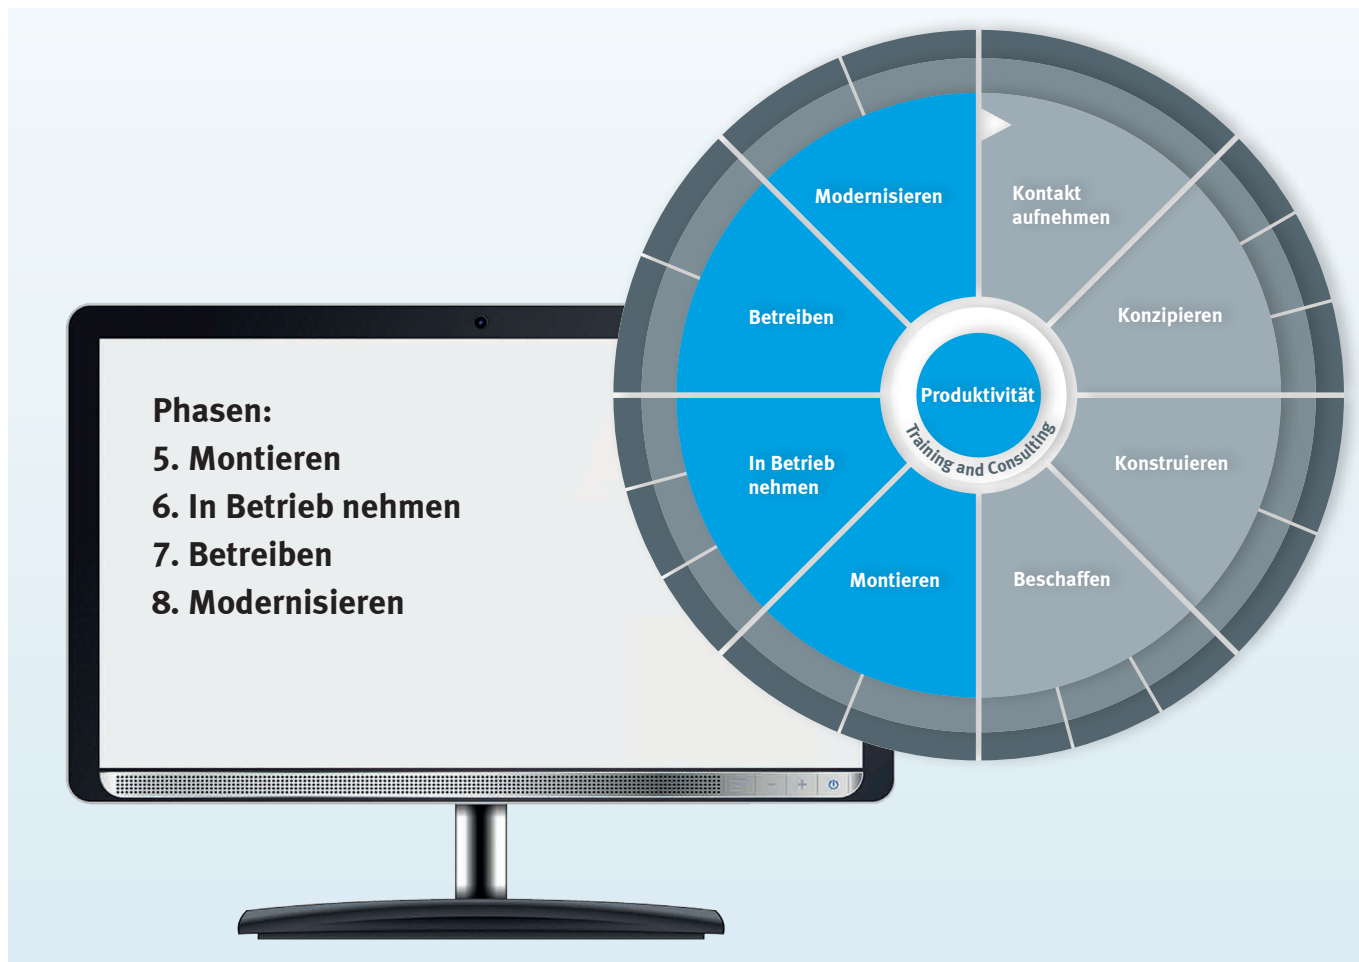 Phasen:
5. Montieren
6. In Betrieb nehmen
7. Betreiben
8. Modernisieren
Kontakt
aufnehmen
Konzipieren
Konstruieren
Beschaffen
Montieren
In Betrieb
nehmen
Betreiben
Modernisieren
Produktivität
Training and Consulting